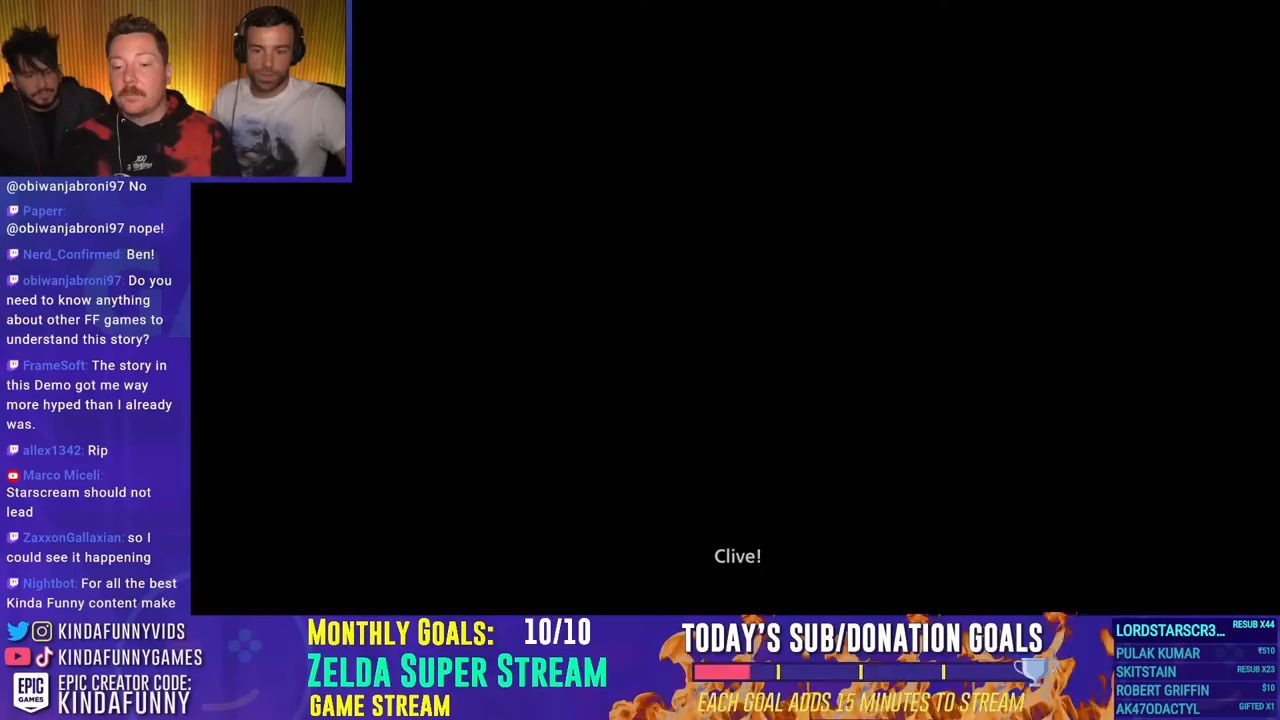 @obiwanjabroni97 No
Paperr:
@obiwanjabroni97 nope!
Nerd_Confirmed: Ben!
obiwanjabroni97: Do you
need to know anything
about other FF games to
understand this story?
FrameSoft: The story in
this Demo got me way
more hyped than I already
was.
allex1342: Rip
Marco Miceli:
Starscream should not
lead
ZaxxonGallaxian: so I
could see it happening
Nightbot: For all the best
Kinda Funny content make
Clive!
KINDAFUNNYVIDS
KINDAFUNNYGAMES
EPIC GAMES
EPIC CREATOR CODE:
KINDAFUNNY
MONTHLY GOALS: 10/10
ZELDA SUPER STREAM
GAME STREAM
TODAY'S SUB/DONATION GOALS
EACH GOAL ADDS 15 MINUTES TO STREAM
LORDSTARSCR3... RESUB X44
PULAK KUMAR ₹510
SKITSTAIN RESUB X23
ROBERT GRIFFIN $10
AK47ODACTYL GIFTED X1